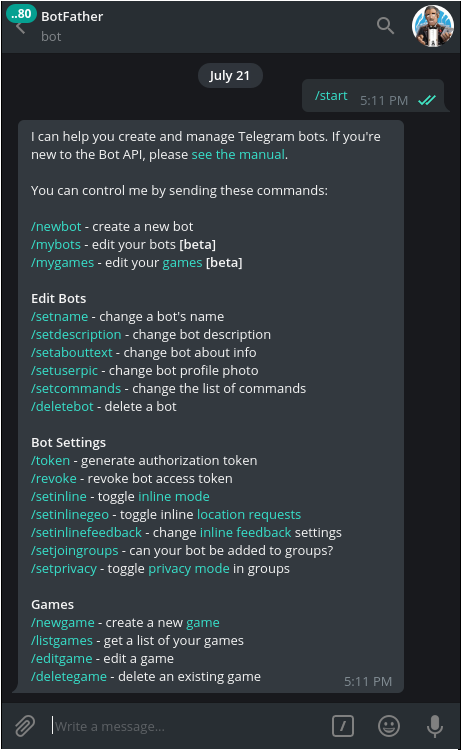 ..80
BotFather
bot
July 21
/start 5:11 PM
I can help you create and manage Telegram bots. If you're
new to the Bot API, please see the manual.
You can control me by sending these commands:
/newbot - create a new bot
/mybots - edit your bots [beta]
/mygames - edit your games [beta]
Edit Bots
/setname - change a bot's name
/setdescription - change bot description
/setabouttext - change bot about info
/setuserpic - change bot profile photo
/setcommands - change the list of commands
/deletebot - delete a bot
Bot Settings
/token - generate authorization token
/revoke - revoke bot access token
/setinline - toggle inline mode
/setinlinegeo - toggle inline location requests
/setinlinefeedback - change inline feedback settings
/setjoingroups - can your bot be added to groups?
/setprivacy - toggle privacy mode in groups
Games
/newgame - create a new game
/listgames - get a list of your games
/editgame - edit a game
/deletegame - delete an existing game
5:11 PM
Write a message...
/